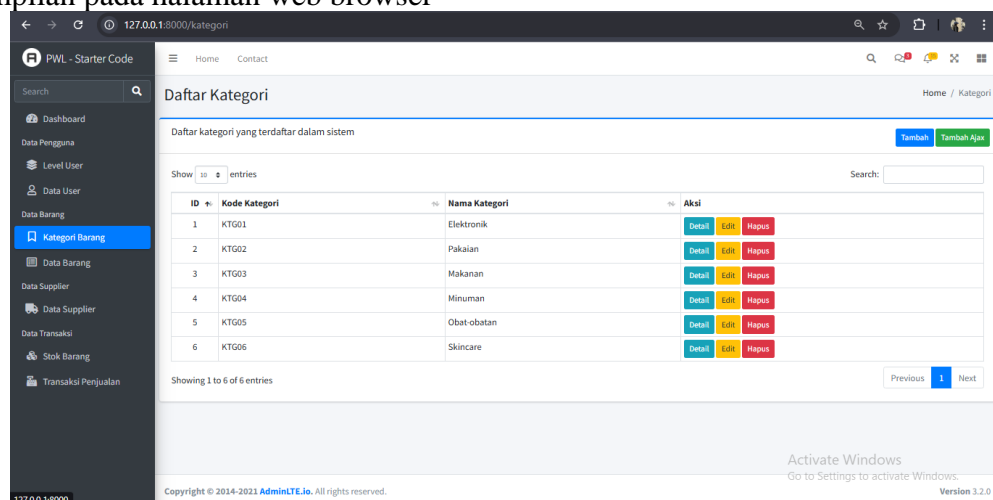 pilan pada halaman web browser
127.0.0.1:8000/kategori
PWL - Starter Code
Home Contact
Search
Daftar Kategori
Home / Kategori
Dashboard
Data Pengguna
Daftar kategori yang terdaftar dalam sistem
Tambah Tambah Ajax
Level User
Data User
Data Barang
Kategori Barang
Data Barang
Data Supplier
Data Supplier
Data Transaksi
Stok Barang
Transaksi Penjualan
Show 10 entries
Search:
ID Kode Kategori Nama Kategori Aksi
1 KTG01 Elektronik Detail Edit Hapus
2 KTG02 Pakaian Detail Edit Hapus
3 KTG03 Makanan Detail Edit Hapus
4 KTG04 Minuman Detail Edit Hapus
5 KTG05 Obat-obatan Detail Edit Hapus
6 KTG06 Skincare Detail Edit Hapus
Showing 1 to 6 of 6 entries
Previous 1 Next
Activate Windows
Go to Settings to activate Windows.
Copyright © 2014-2021 AdminLTE.io. All rights reserved.
Version 3.2.0
127.0.0.1:8000